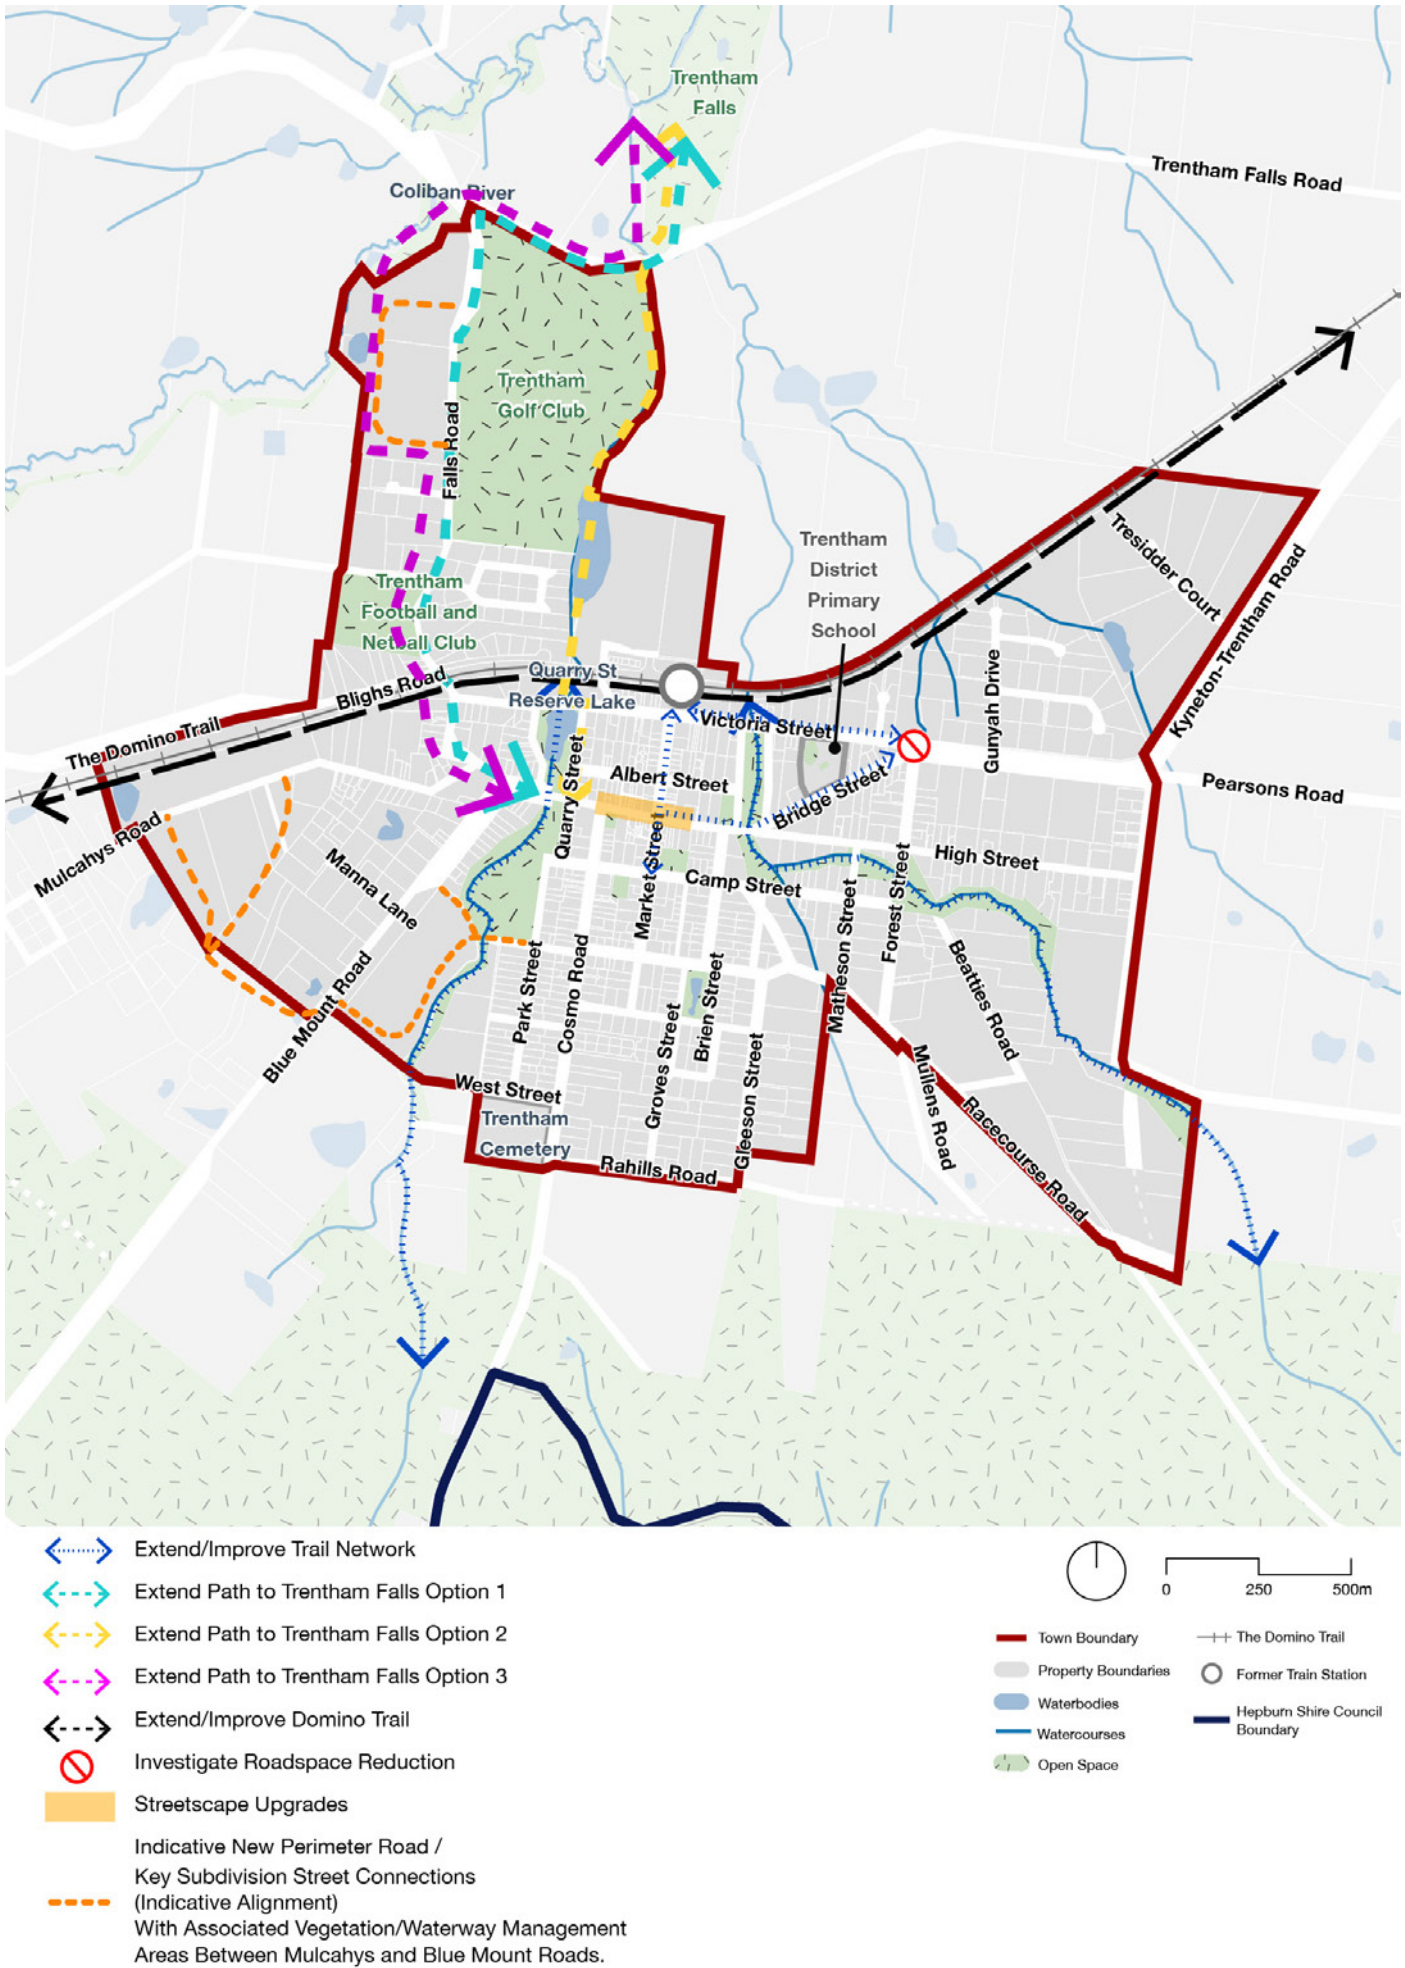 Trentham
Falls
Trentham Falls Road
Coliban River
Trentham
Golf Club
Falls Road
Trentham
District
Primary
School
Tresidder Court
Kyneton-Trentham Road
Trentham
Football and
Netball Club
Quarry St
Reserve Lake
Blighs Road
The Domino Trail
Victoria Street
Gunyah Drive
Pearsons Road
Albert Street
Bridge Street
Quarry Street
Mulcahys Road
Manna Lane
Market Street
High Street
Camp Street
Forest Street
Matheson Street
Beatties Road
Blue Mount Road
Park Street
Cosmo Road
Groves Street
Brien Street
Gleeson Street
Mullens Road
Racecourse Road
West Street
Trentham
Cemetery
Rahills Road
Extend/Improve Trail Network
Extend Path to Trentham Falls Option 1
Extend Path to Trentham Falls Option 2
Extend Path to Trentham Falls Option 3
Extend/Improve Domino Trail
Investigate Roadspace Reduction
Streetscape Upgrades
Indicative New Perimeter Road /
Key Subdivision Street Connections
(Indicative Alignment)
With Associated Vegetation/Waterway Management
Areas Between Mulcahys and Blue Mount Roads.
0 250 500m
Town Boundary
Property Boundaries
Waterbodies
Watercourses
Open Space
The Domino Trail
Former Train Station
Hepburn Shire Council
Boundary